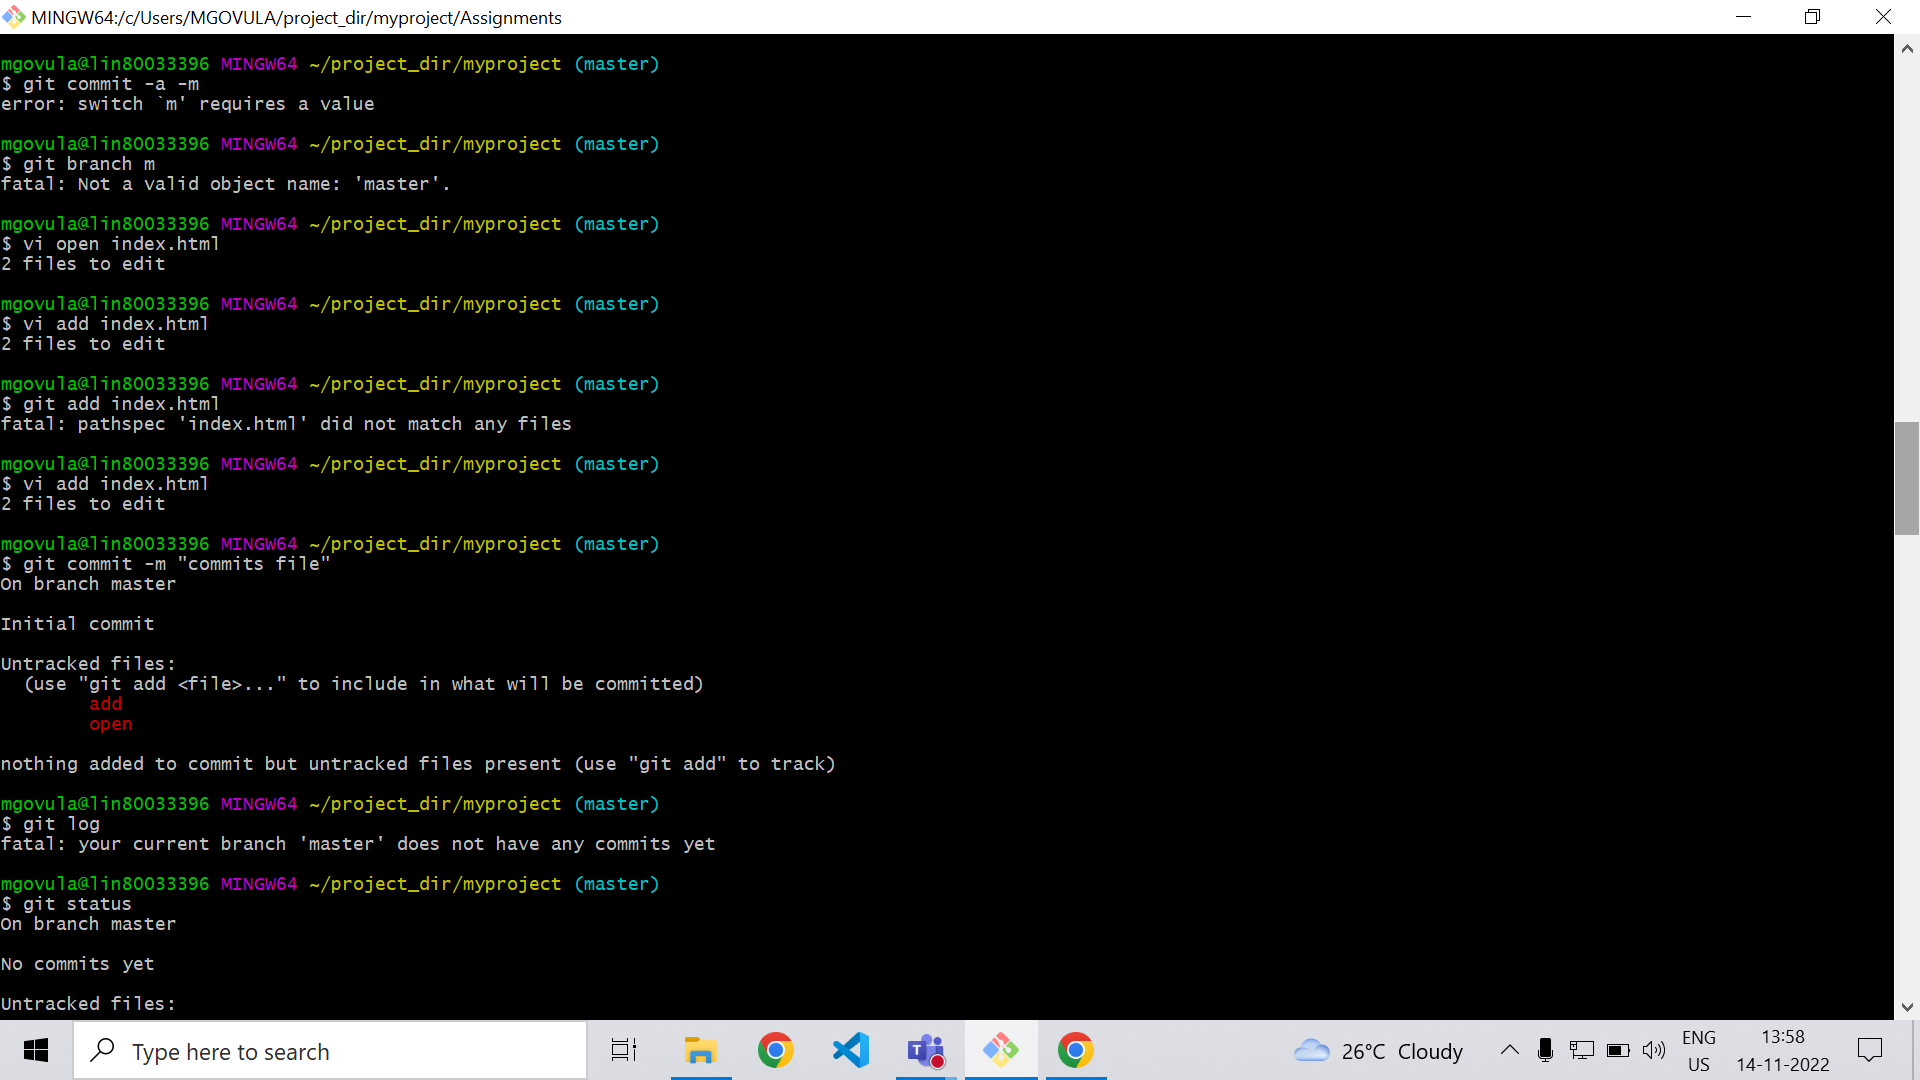 MINGW64:/c/Users/MGOVULA/project_dir/myproject/Assignments
mgovula@lin80033396 MINGW64 ~/project_dir/myproject (master)
$ git commit -a -m
error: switch `m' requires a value
mgovula@lin80033396 MINGW64 ~/project_dir/myproject (master)
$ git branch m
fatal: Not a valid object name: 'master'.
mgovula@lin80033396 MINGW64 ~/project_dir/myproject (master)
$ vi open index.html
2 files to edit
mgovula@lin80033396 MINGW64 ~/project_dir/myproject (master)
$ vi add index.html
2 files to edit
mgovula@lin80033396 MINGW64 ~/project_dir/myproject (master)
$ git add index.html
fatal: pathspec 'index.html' did not match any files
mgovula@lin80033396 MINGW64 ~/project_dir/myproject (master)
$ vi add index.html
2 files to edit
mgovula@lin80033396 MINGW64 ~/project_dir/myproject (master)
$ git commit -m "commits file"
On branch master
Initial commit
Untracked files:
  (use "git add <file>..." to include in what will be committed)
        add
        open
nothing added to commit but untracked files present (use "git add" to track)
mgovula@lin80033396 MINGW64 ~/project_dir/myproject (master)
$ git log
fatal: your current branch 'master' does not have any commits yet
mgovula@lin80033396 MINGW64 ~/project_dir/myproject (master)
$ git status
On branch master
No commits yet
Untracked files:
Type here to search
26°C Cloudy
ENG
US
13:58
14-11-2022